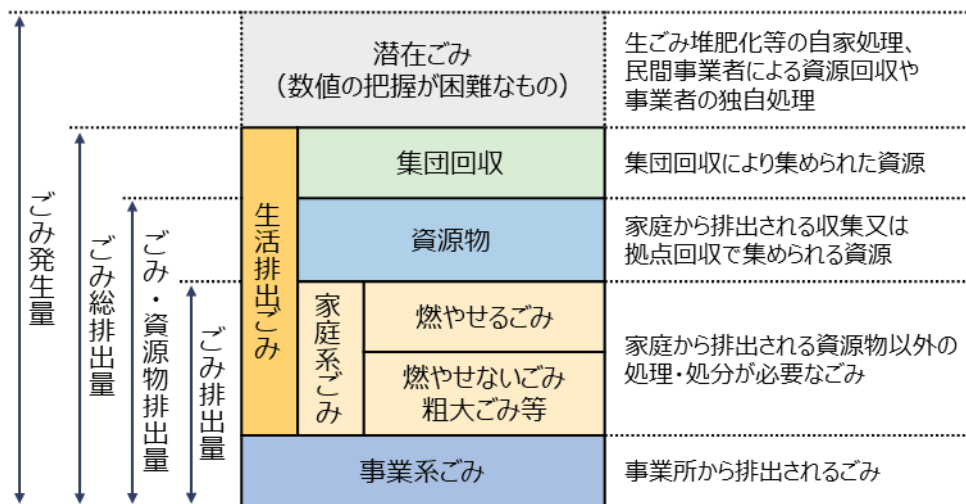 潜在ごみ
（数値の把握が困難なもの）
生ごみ堆肥化等の自家処理、
民間事業者による資源回収や
事業者の独自処理
集団回収
集団回収により集められた資源
資源物
家庭から排出される収集又は
拠点回収で集められる資源
生活排出ごみ
家庭系ごみ
燃やせるごみ
燃やせないごみ
粗大ごみ等
家庭から排出される資源物以外の
処理・処分が必要なごみ
事業系ごみ
事業所から排出されるごみ
ごみ発生量
ごみ総排出量
ごみ・資源物排出量
ごみ排出量